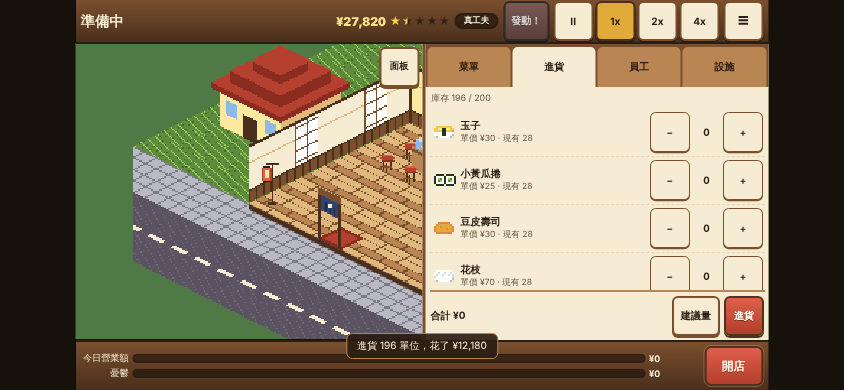 準備中
¥27,820
真工夫
發動！
II
1x
2x
4x
☰
面板
菜單
進貨
員工
設施
庫存 196 / 200
玉子
單價 ¥30 · 現有 28
− 0 +
小黃瓜捲
單價 ¥25 · 現有 28
− 0 +
豆皮壽司
單價 ¥30 · 現有 28
− 0 +
花枝
單價 ¥70 · 現有 28
− 0 +
合計 ¥0
建議量
進貨
進貨 196 單位，花了 ¥12,180
今日營業額
¥0
憂鬱
¥0
開店